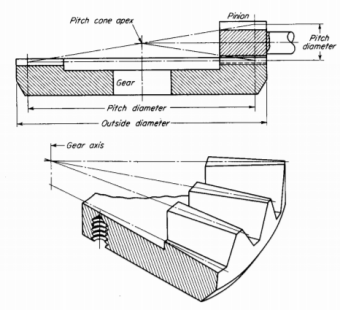 Pitch cone apex
Pinion
Pitch
diameter
Gear
Pitch diameter
Outside diameter
Gear axis